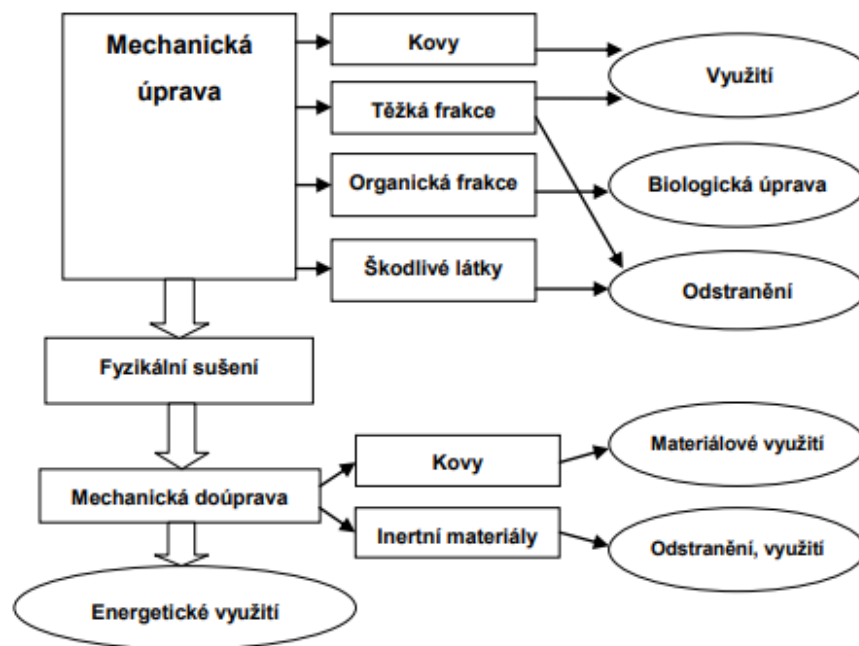 Mechanická
úprava
Kovy
Využití
Těžká frakce
Organická frakce
Biologická úprava
Škodlivé látky
Odstranění
Fyzikální sušení
Kovy
Materiálové využití
Mechanická doúprava
Inertní materiály
Odstranění, využití
Energetické využití